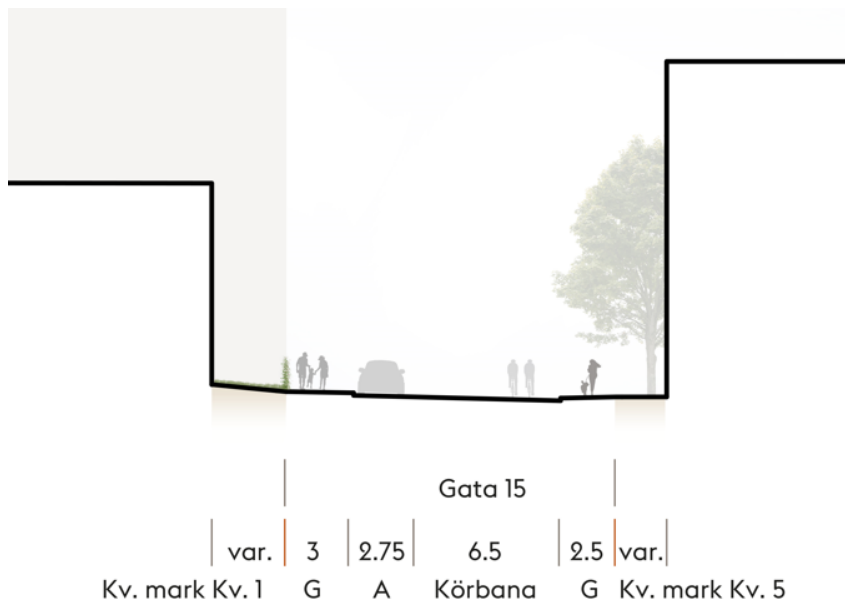 Gata 15
var. 3 2.75 6.5 2.5 var.
Kv. mark Kv. 1 G A Körbana G Kv. mark Kv. 5